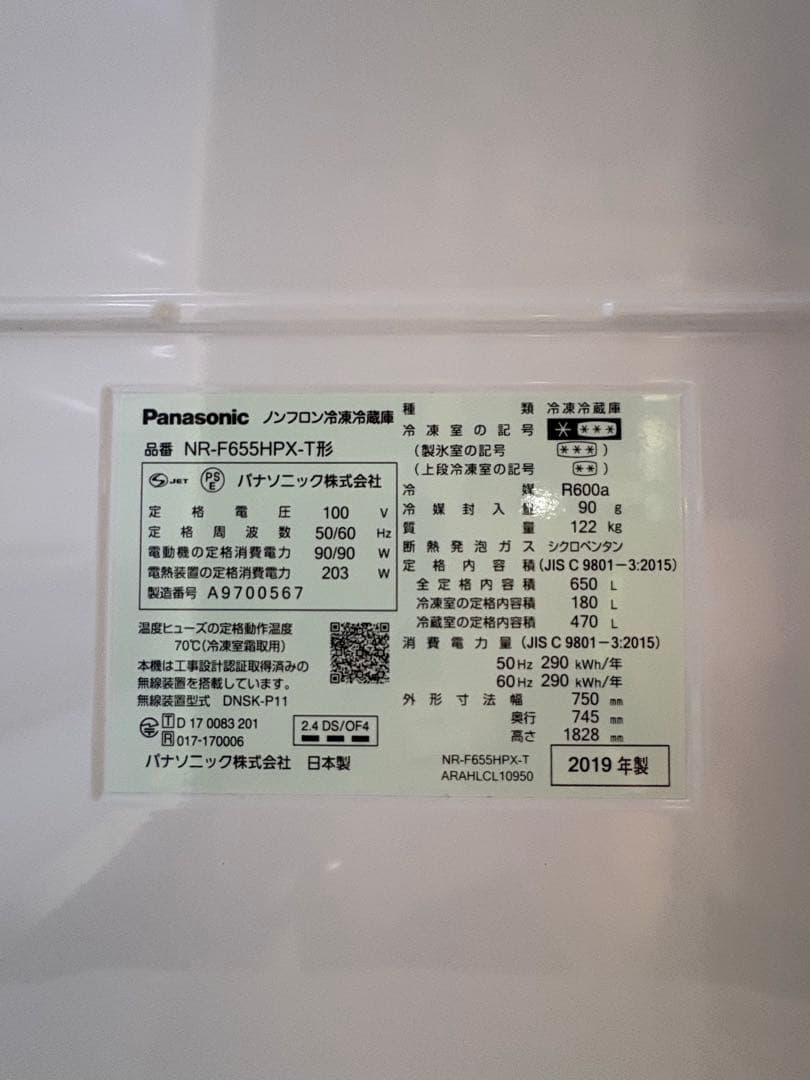 Panasonic ノンフロン冷凍冷蔵庫
品番 NR-F655HPX-T形
S JET PS E パナソニック株式会社
定格電圧 100 V
定格周波数 50/60 Hz
電動機の定格消費電力 90/90 W
電熱装置の定格消費電力 203 W
製造番号 A9700567
温度ヒューズの定格動作温度
70℃(冷凍室霜取用)
本機は工事設計認証取得済みの
無線装置を搭載しています。
無線装置型式 DNSK-P11
T D 17 0083 201
R 017-170006
2.4 DS/OF4
パナソニック株式会社 日本製
種類 冷凍冷蔵庫
冷凍室の記号 * ***
(製氷室の記号 ***)
(上段冷凍室の記号 **)
冷媒 R600a
冷媒封入量 90 g
質量 122 kg
断熱発泡ガス シクロペンタン
定格内容積 (JIS C 9801-3:2015)
全定格内容積 650 L
冷凍室の定格内容積 180 L
冷蔵室の定格内容積 470 L
消費電力量 (JIS C 9801-3:2015)
50Hz 290 kWh/年
60Hz 290 kWh/年
外形寸法 幅 750 mm
奥行 745 mm
高さ 1828 mm
NR-F655HPX-T
ARAHLCL10950
2019 年製